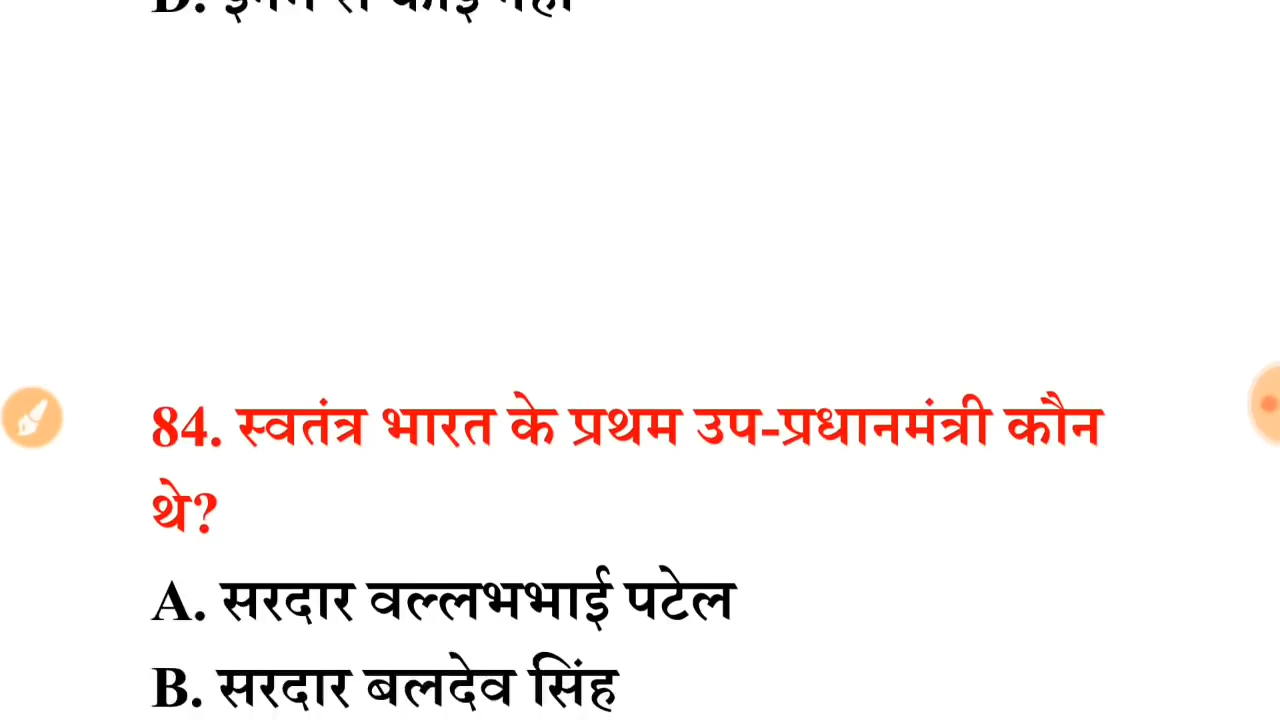 84. स्वतंत्र भारत के प्रथम उप-प्रधानमंत्री कौन
थे?
A. सरदार वल्लभभाई पटेल
B. सरदार बलदेव सिंह